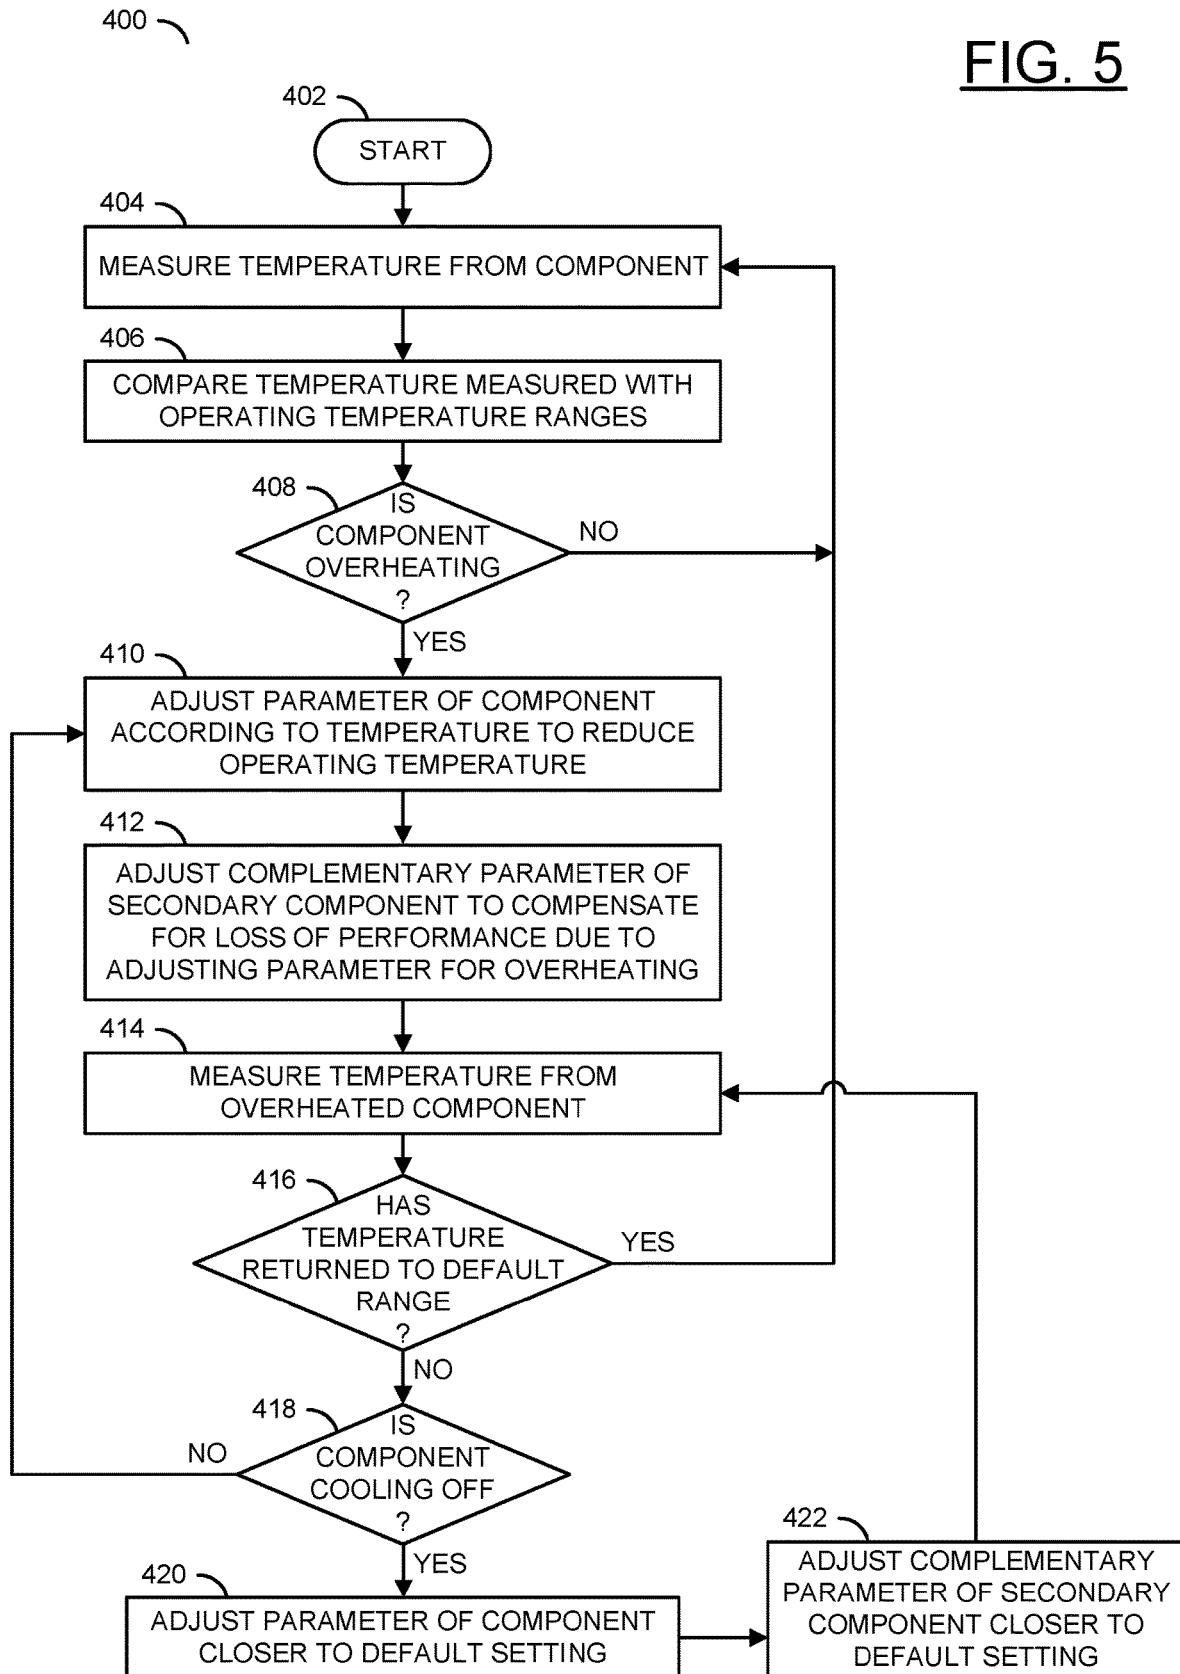 400
FIG. 5
402
START
404
MEASURE TEMPERATURE FROM COMPONENT
406
COMPARE TEMPERATURE MEASURED WITH
OPERATING TEMPERATURE RANGES
408
IS
COMPONENT
OVERHEATING
?
NO
YES
410
ADJUST PARAMETER OF COMPONENT
ACCORDING TO TEMPERATURE TO REDUCE
OPERATING TEMPERATURE
412
ADJUST COMPLEMENTARY PARAMETER OF
SECONDARY COMPONENT TO COMPENSATE
FOR LOSS OF PERFORMANCE DUE TO
ADJUSTING PARAMETER FOR OVERHEATING
414
MEASURE TEMPERATURE FROM
OVERHEATED COMPONENT
416
HAS
TEMPERATURE
RETURNED TO DEFAULT
RANGE
?
YES
NO
418
IS
COMPONENT
COOLING OFF
?
NO
YES
420
ADJUST PARAMETER OF COMPONENT
CLOSER TO DEFAULT SETTING
422
ADJUST COMPLEMENTARY
PARAMETER OF SECONDARY
COMPONENT CLOSER TO
DEFAULT SETTING